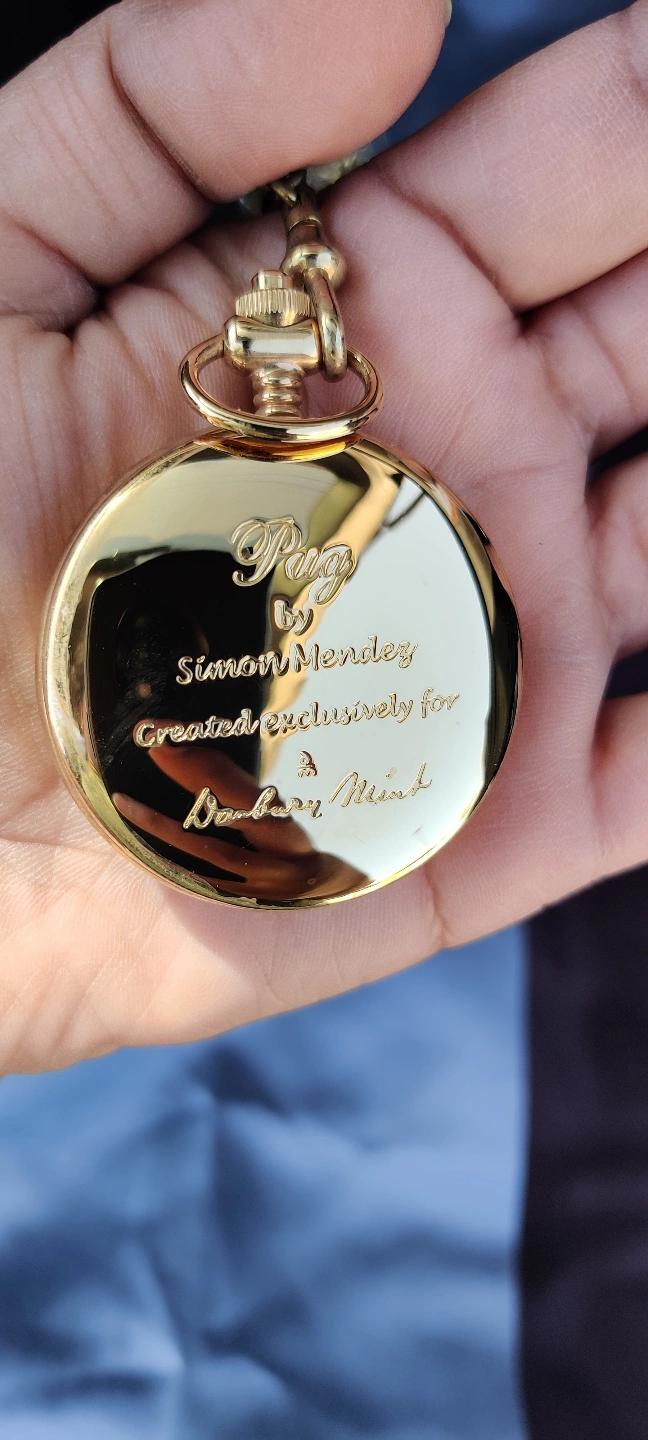 Pug
by
Simon Mendez
Created exclusively for
Danbury Mint